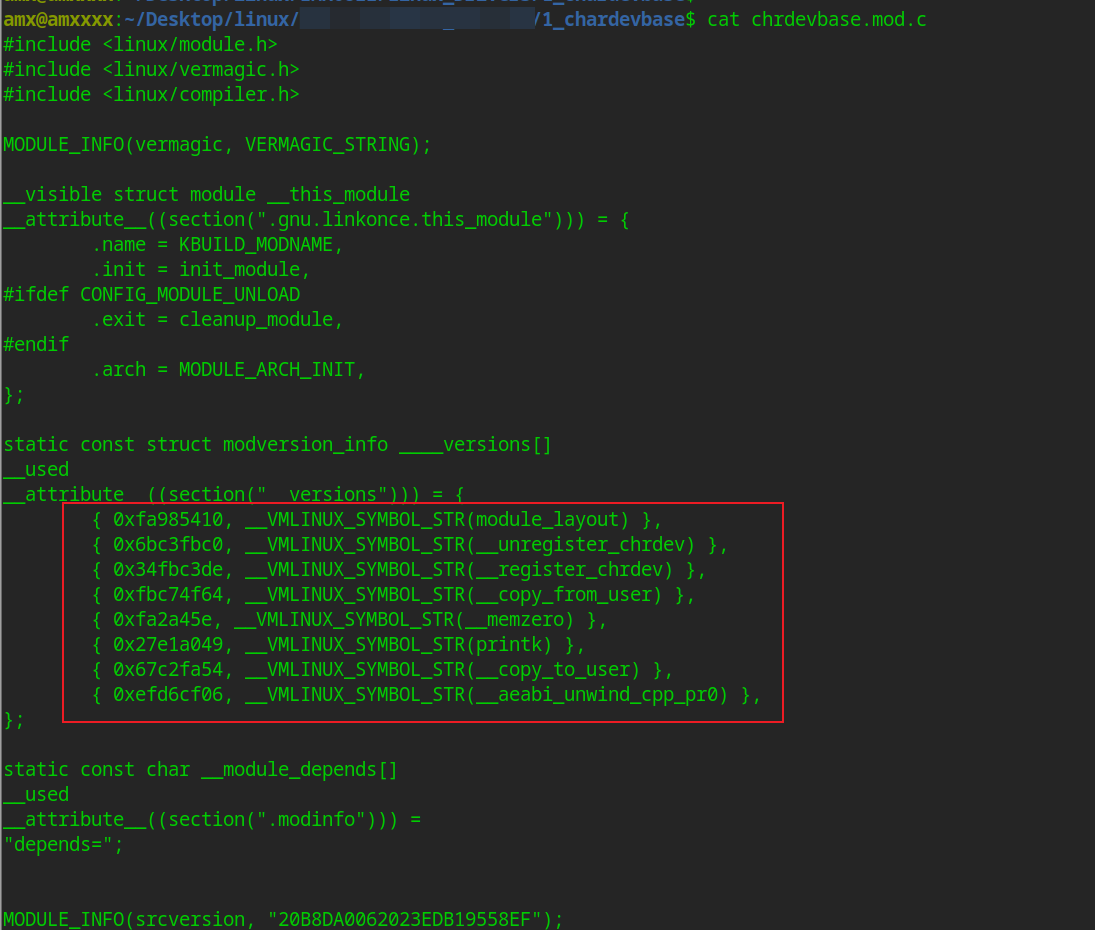 amx@amxxxx:~/Desktop/linux/ /1_chardevbase$ cat chrdevbase.mod.c
#include <linux/module.h>
#include <linux/vermagic.h>
#include <linux/compiler.h>
MODULE_INFO(vermagic, VERMAGIC_STRING);
__visible struct module __this_module
__attribute__((section(".gnu.linkonce.this_module"))) = {
.name = KBUILD_MODNAME,
.init = init_module,
#ifdef CONFIG_MODULE_UNLOAD
.exit = cleanup_module,
#endif
.arch = MODULE_ARCH_INIT,
};
static const struct modversion_info ____versions[]
__used
__attribute__((section("__versions"))) = {
{ 0xfa985410, __VMLINUX_SYMBOL_STR(module_layout) },
{ 0x6bc3fbc0, __VMLINUX_SYMBOL_STR(__unregister_chrdev) },
{ 0x34fbc3de, __VMLINUX_SYMBOL_STR(__register_chrdev) },
{ 0xfbc74f64, __VMLINUX_SYMBOL_STR(__copy_from_user) },
{ 0xfa2a45e, __VMLINUX_SYMBOL_STR(__memzero) },
{ 0x27e1a049, __VMLINUX_SYMBOL_STR(printk) },
{ 0x67c2fa54, __VMLINUX_SYMBOL_STR(__copy_to_user) },
{ 0xefd6cf06, __VMLINUX_SYMBOL_STR(__aeabi_unwind_cpp_pr0) },
};
static const char __module_depends[]
__used
__attribute__((section(".modinfo"))) =
"depends=";
MODULE_INFO(srcversion, "20B8DA0062023EDB19558EF");